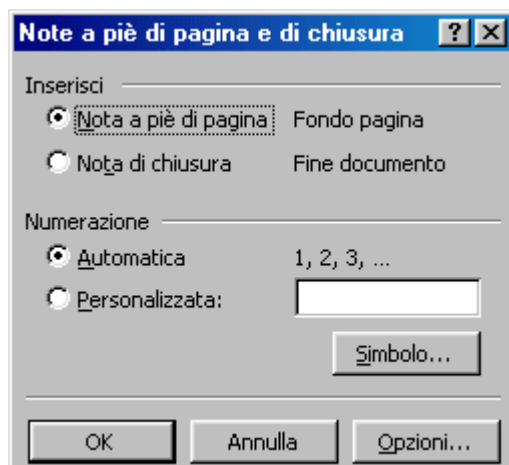 Note a piè di pagina e di chiusura
Inserisci
Nota a piè di pagina Fondo pagina
Nota di chiusura Fine documento
Numerazione
Automatica 1, 2, 3, ...
Personalizzata:
Simbolo...
OK Annulla Opzioni...